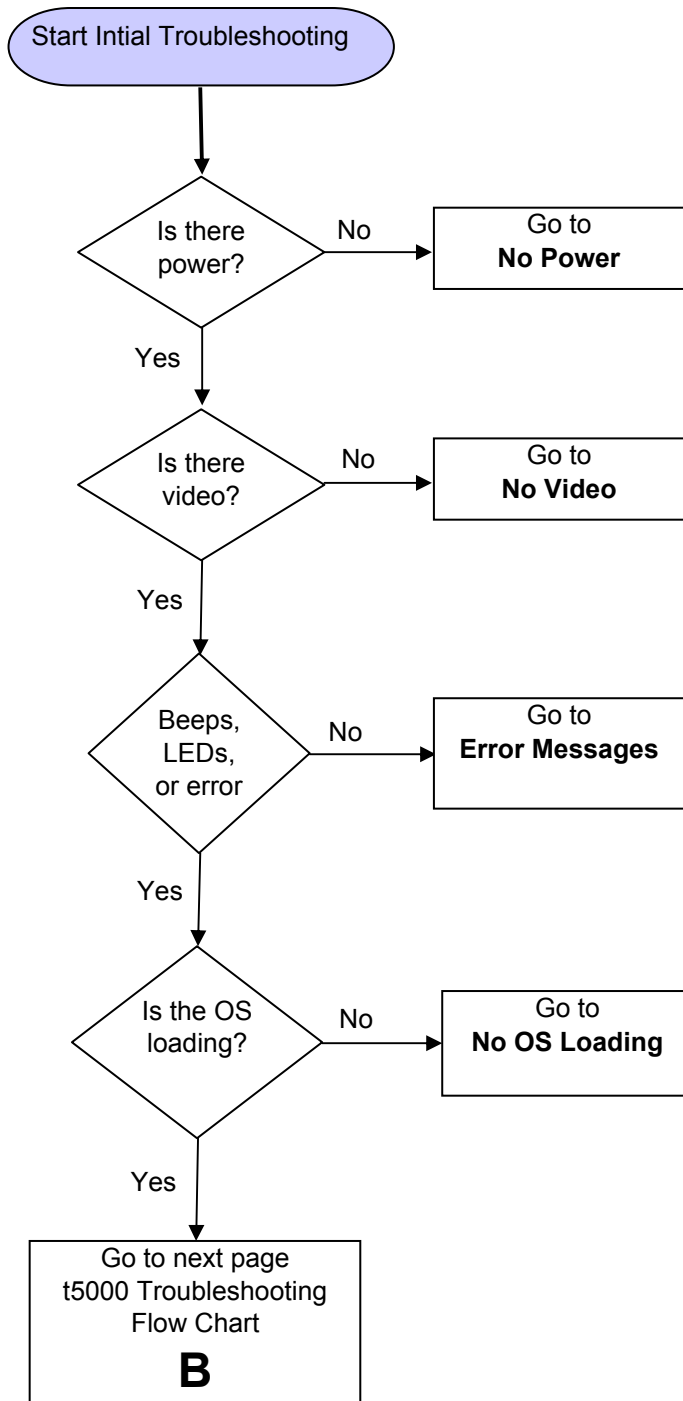 Start Intial Troubleshooting
Is there
power?
No
Go to
No Power
Yes
Is there
video?
No
Go to
No Video
Yes
Beeps,
LEDs,
or error
No
Go to
Error Messages
Yes
Is the OS
loading?
No
Go to
No OS Loading
Yes
Go to next page
t5000 Troubleshooting
Flow Chart
B